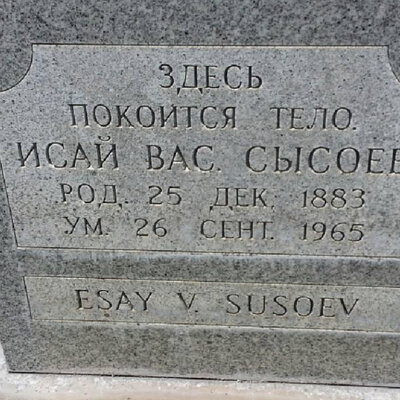 ЗДЕСЬ
ПОКОИТСЯ ТЕЛО.
ИСАЙ ВАС. СЫСОЕВ
РОД. 25 ДЕК. 1883
УМ. 26 СЕНТ. 1965
ESAY V. SUSOEV